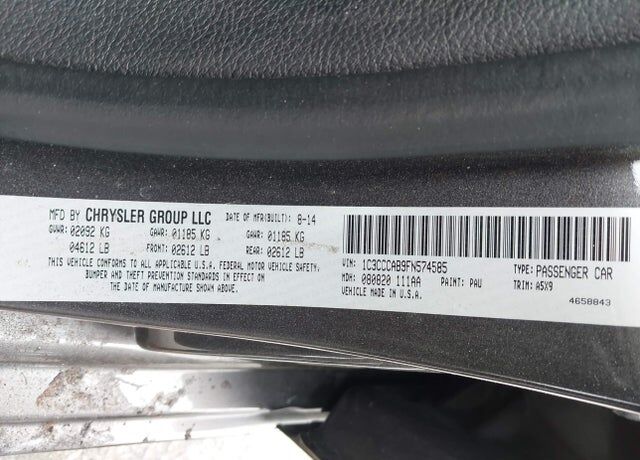 MFD BY CHRYSLER GROUP LLC DATE OF MFR(BUILT): 8-14
GVWR: 02092 KG GAWR: 01185 KG GAWR: 01185 KG
04612 LB FRONT: 02612 LB REAR: 02612 LB
THIS VEHICLE CONFORMS TO ALL APPLICABLE U.S.A. FEDERAL MOTOR VEHICLE SAFETY,
BUMPER AND THEFT PREVENTION STANDARDS IN EFFECT ON
THE DATE OF MANUFACTURE SHOWN ABOVE.
VIN: 1C3CCCAB9FN574585 TYPE: PASSENGER CAR
MDH: 080820 111AA PAINT: PAU TRIM: A5X9
VEHICLE MADE IN U.S.A. 4658843